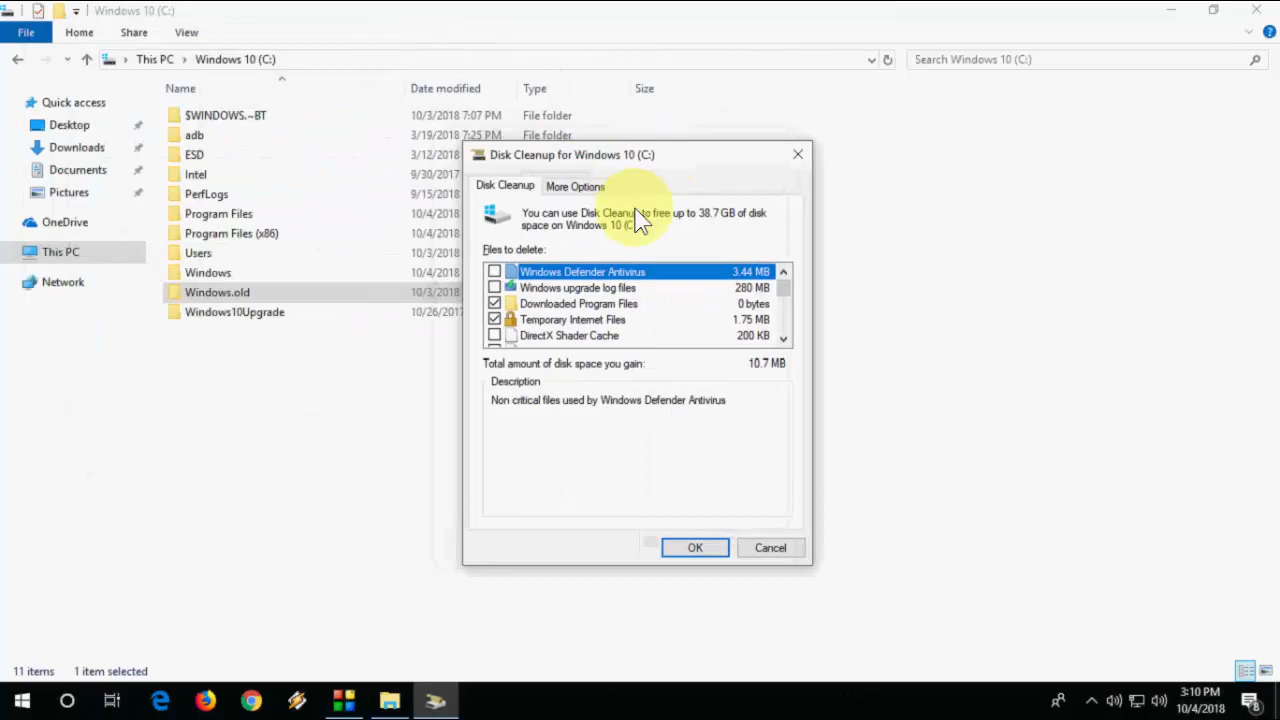 Windows 10 (C:)
File Home Share View
This PC Windows 10 (C:) Search Windows 10 (C:)
Name Date modified Type Size
Quick access
Desktop
Downloads
Documents
Pictures
OneDrive
This PC
Network
$WINDOWS.~BT 10/3/2018 7:07 PM File folder
adb 3/19/2018 7:25 PM File folder
ESD 3/12/2018
Intel 9/30/2017
PerfLogs 9/15/2018
Program Files 10/4/2018
Program Files (x86) 10/4/2018
Users 10/3/2018
Windows 10/4/2018
Windows.old 10/3/2018
Windows10Upgrade 10/26/2017
Disk Cleanup for Windows 10 (C:)
Disk Cleanup More Options
You can use Disk Cleanup to free up to 38.7 GB of disk
space on Windows 10 (C
Files to delete:
Windows Defender Antivirus 3.44 MB
Windows upgrade log files 280 MB
Downloaded Program Files 0 bytes
Temporary Internet Files 1.75 MB
DirectX Shader Cache 200 KB
Total amount of disk space you gain: 10.7 MB
Description
Non critical files used by Windows Defender Antivirus
OK Cancel
11 items 1 item selected
3:10 PM
10/4/2018
8